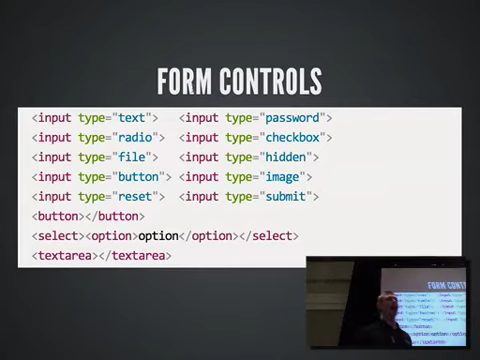 FORM CONTROLS
<input type="text"> <input type="password">
<input type="radio"> <input type="checkbox">
<input type="file"> <input type="hidden">
<input type="button"> <input type="image">
<input type="reset"> <input type="submit">
<button></button>
<select><option>option</option></select>
<textarea></textarea>
FORM CONTROLS